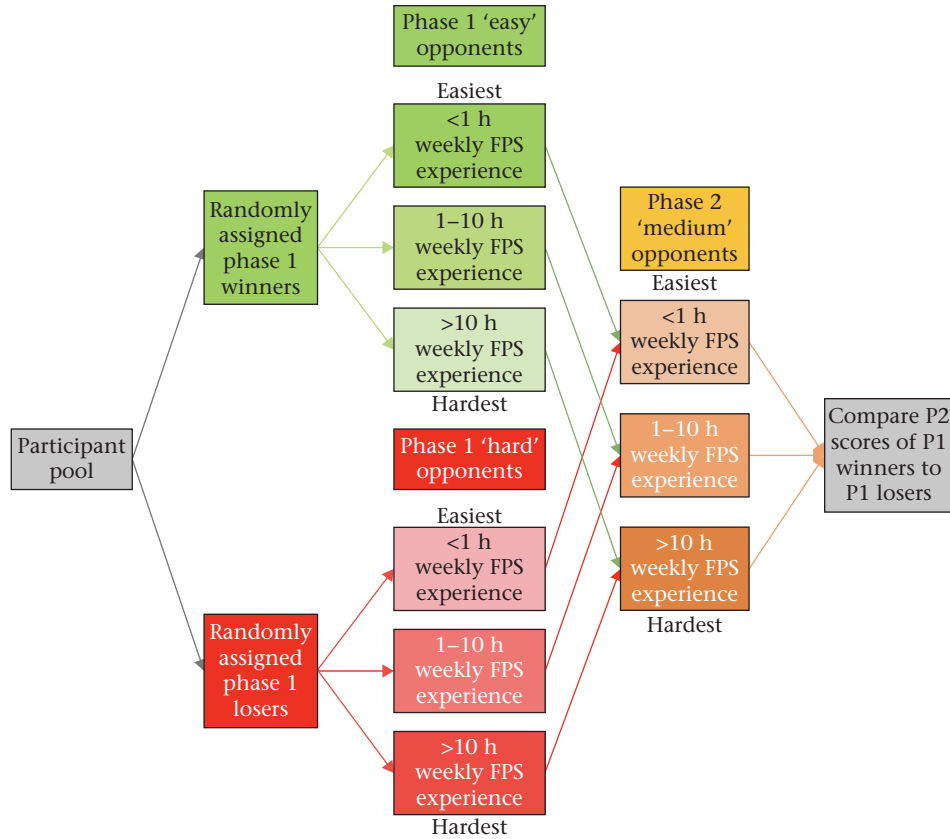 Participant
pool
Randomly
assigned
phase 1
winners
Randomly
assigned
phase 1
losers
Phase 1 ‘easy’
opponents
Easiest
<1 h
weekly FPS
experience
1–10 h
weekly FPS
experience
>10 h
weekly FPS
experience
Hardest
Phase 1 ‘hard’
opponents
Easiest
<1 h
weekly FPS
experience
1–10 h
weekly FPS
experience
>10 h
weekly FPS
experience
Hardest
Phase 2
‘medium’
opponents
Easiest
<1 h
weekly FPS
experience
1–10 h
weekly FPS
experience
>10 h
weekly FPS
experience
Hardest
Compare P2
scores of P1
winners to
P1 losers